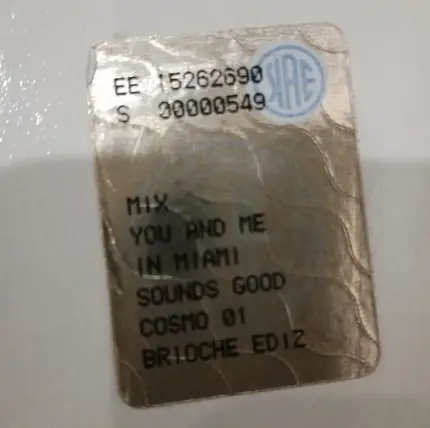 EE 15262690
SIAE
S 00000549
MIX
YOU AND ME
IN MIAMI
SOUNDS GOOD
COSMO 01
BRIOCHE EDIZ